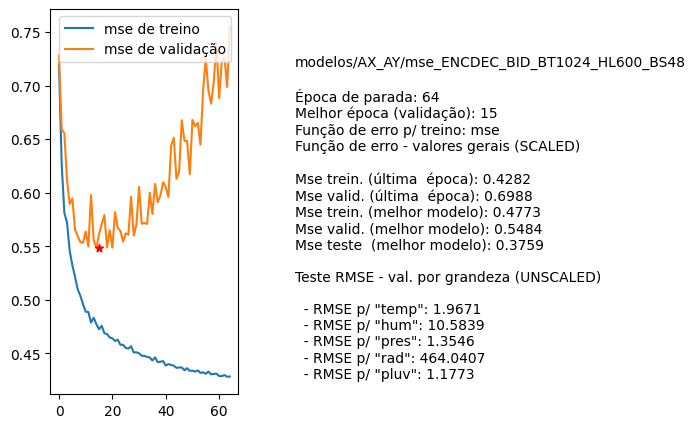 mse de treino
mse de validação
0.75
0.70
0.65
0.60
0.55
0.50
0.45
0
20
40
60
modelos/AX_AY/mse_ENCDEC_BID_BT1024_HL600_BS48
Época de parada: 64
Melhor época (validação): 15
Função de erro p/ treino: mse
Função de erro - valores gerais (SCALED)
Mse trein. (última  época): 0.4282
Mse valid. (última  época): 0.6988
Mse trein. (melhor modelo): 0.4773
Mse valid. (melhor modelo): 0.5484
Mse teste  (melhor modelo): 0.3759
Teste RMSE - val. por grandeza (UNSCALED)
- RMSE p/ "temp": 1.9671
- RMSE p/ "hum": 10.5839
- RMSE p/ "pres": 1.3546
- RMSE p/ "rad": 464.0407
- RMSE p/ "pluv": 1.1773